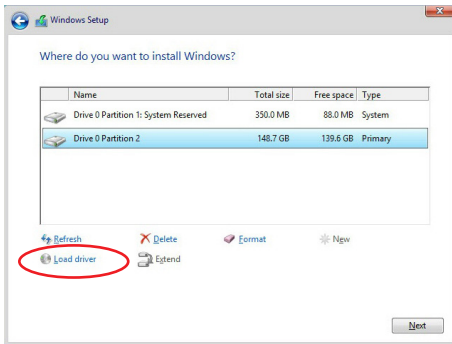 Windows Setup
Where do you want to install Windows?
Name Total size Free space Type
Drive 0 Partition 1: System Reserved 350.0 MB 88.0 MB System
Drive 0 Partition 2 148.7 GB 139.6 GB Primary
Refresh Delete Format New
Load driver Extend
Next